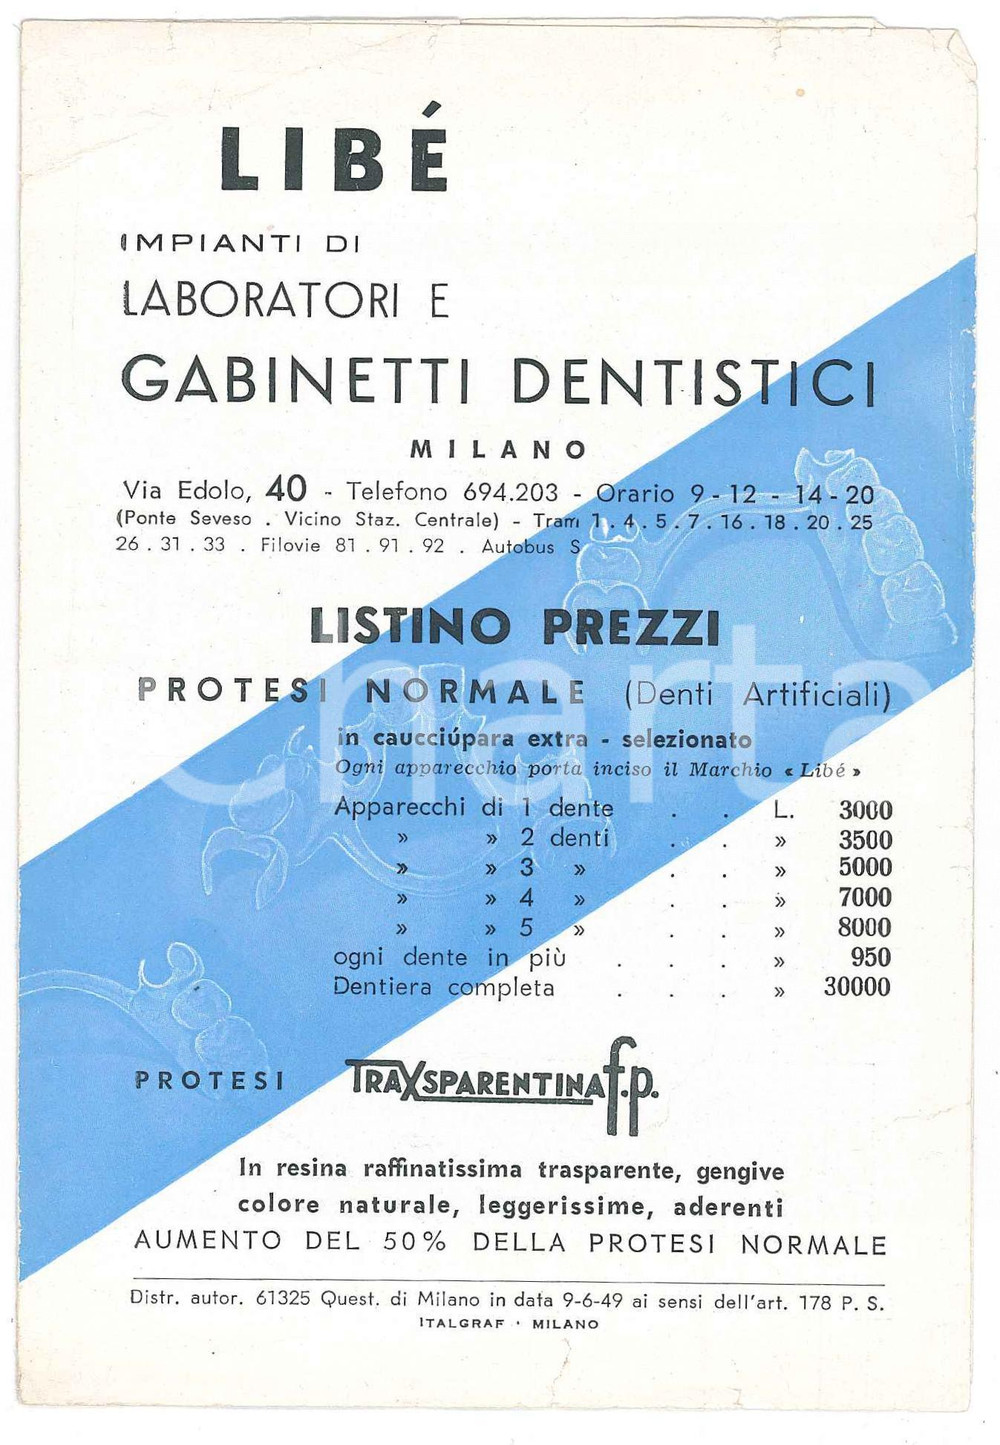 LIBÉ
IMPIANTI DI
LABORATORI E
GABINETTI DENTISTICI
MILANO
Via Edolo, 40 - Telefono 694.203 - Orario 9 - 12 - 14 - 20
(Ponte Seveso . Vicino Staz. Centrale) - Tram 1 . 4 . 5 . 7 . 16 . 18 . 20 . 25
26 . 31 . 33 . Filovie 81 . 91 . 92 . Autobus S
LISTINO PREZZI
PROTESI NORMALE (Denti Artificiali)
in caucciúpara extra - selezionato
Ogni apparecchio porta inciso il Marchio « Libé »
Apparecchi di 1 dente . . L. 3000
» » 2 denti . . » 3500
» » 3 » . . » 5000
» » 4 » . . » 7000
» » 5 » . . » 8000
ogni dente in più . . . » 950
Dentiera completa . . . » 30000
PROTESI TRAXSPARENTINA f.p.
In resina raffinatissima trasparente, gengive
colore naturale, leggerissime, aderenti
AUMENTO DEL 50% DELLA PROTESI NORMALE
Distr. autor. 61325 Quest. di Milano in data 9-6-49 ai sensi dell'art. 178 P. S.
ITALGRAF · MILANO
charta